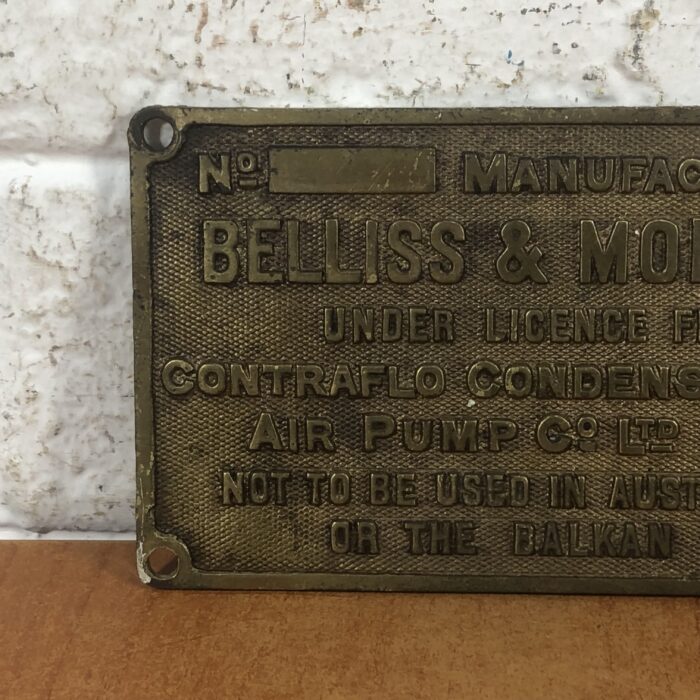 Nº MANUFAC
BELLISS & MO
UNDER LICENCE F
CONTRAFLO CONDENS
AIR PUMP Cº LTD
NOT TO BE USED IN AUST
OR THE BALKAN